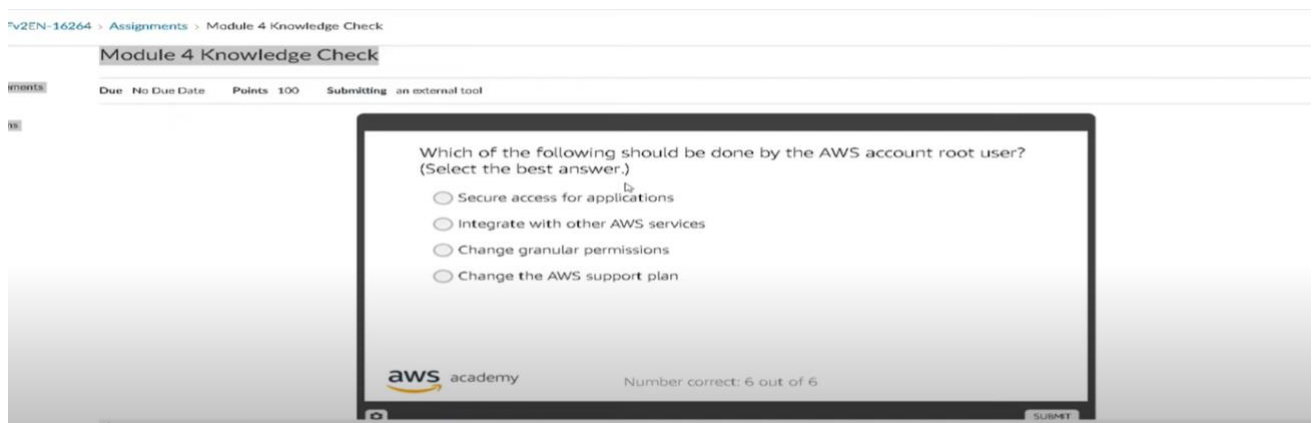 v2EN-16264 > Assignments > Module 4 Knowledge Check
Module 4 Knowledge Check
Due No Due Date Points 100 Submitting an external tool
Which of the following should be done by the AWS account root user?
(Select the best answer.)
Secure access for applications
Integrate with other AWS services
Change granular permissions
Change the AWS support plan
aws academy
Number correct: 6 out of 6
SUBMIT